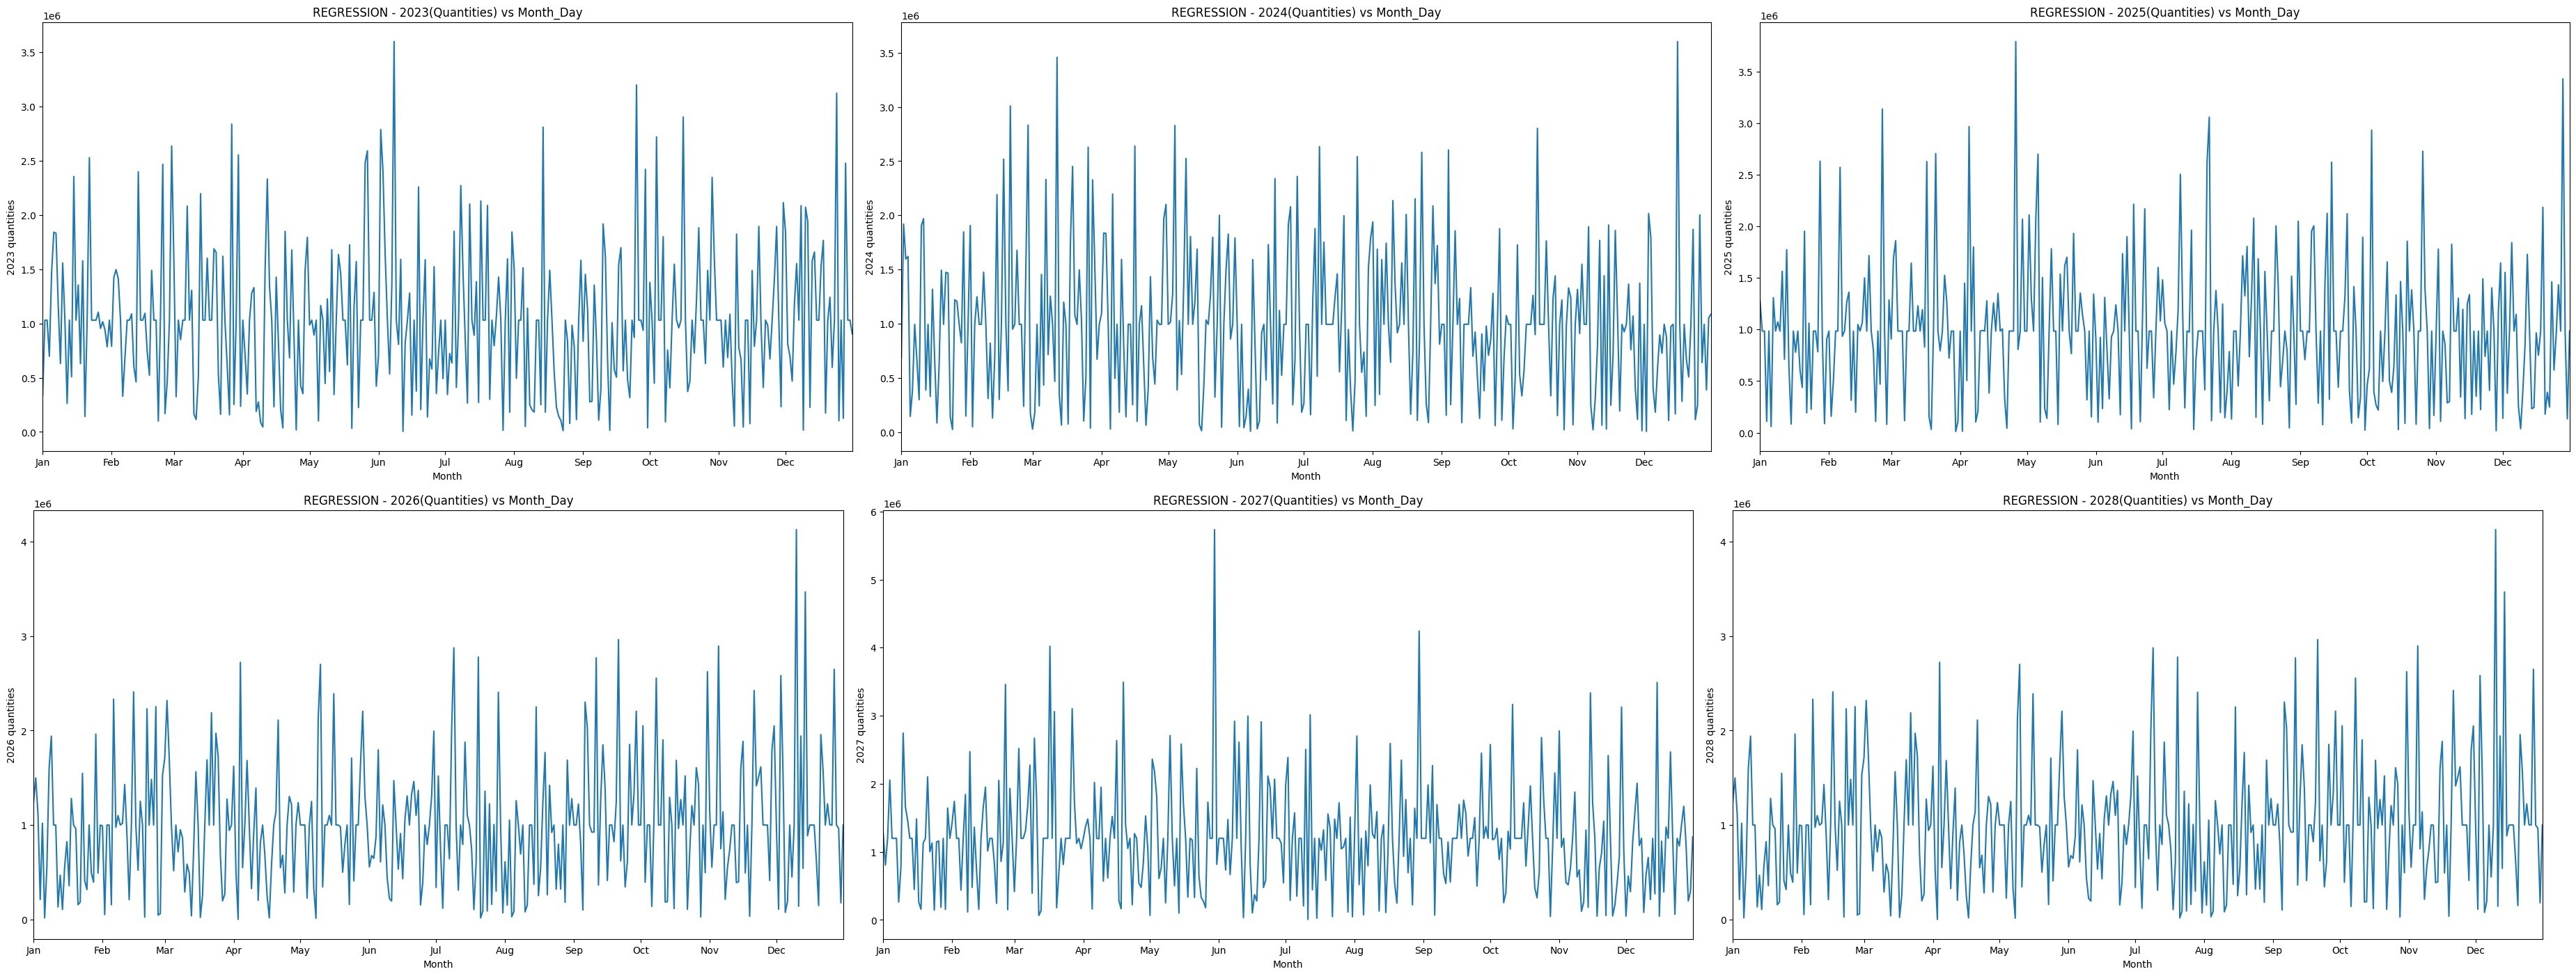 REGRESSION - 2023(Quantities) vs Month_Day
1e6
3.5
3.0
2.5
2.0
1.5
1.0
0.5
0.0
2023 quantities
Jan Feb Mar Apr May Jun Jul Aug Sep Oct Nov Dec
Month
REGRESSION - 2024(Quantities) vs Month_Day
1e6
3.5
3.0
2.5
2.0
1.5
1.0
0.5
0.0
2024 quantities
Jan Feb Mar Apr May Jun Jul Aug Sep Oct Nov Dec
Month
REGRESSION - 2025(Quantities) vs Month_Day
1e6
3.5
3.0
2.5
2.0
1.5
1.0
0.5
0.0
2025 quantities
Jan Feb Mar Apr May Jun Jul Aug Sep Oct Nov Dec
Month
REGRESSION - 2026(Quantities) vs Month_Day
1e6
4
3
2
1
0
2026 quantities
Jan Feb Mar Apr May Jun Jul Aug Sep Oct Nov Dec
Month
REGRESSION - 2027(Quantities) vs Month_Day
1e6
6
5
4
3
2
1
0
2027 quantities
Jan Feb Mar Apr May Jun Jul Aug Sep Oct Nov Dec
Month
REGRESSION - 2028(Quantities) vs Month_Day
1e6
4
3
2
1
0
2028 quantities
Jan Feb Mar Apr May Jun Jul Aug Sep Oct Nov Dec
Month